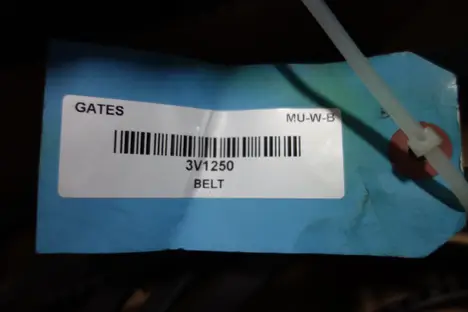 GATES
MU-W-B
3V1250
BELT